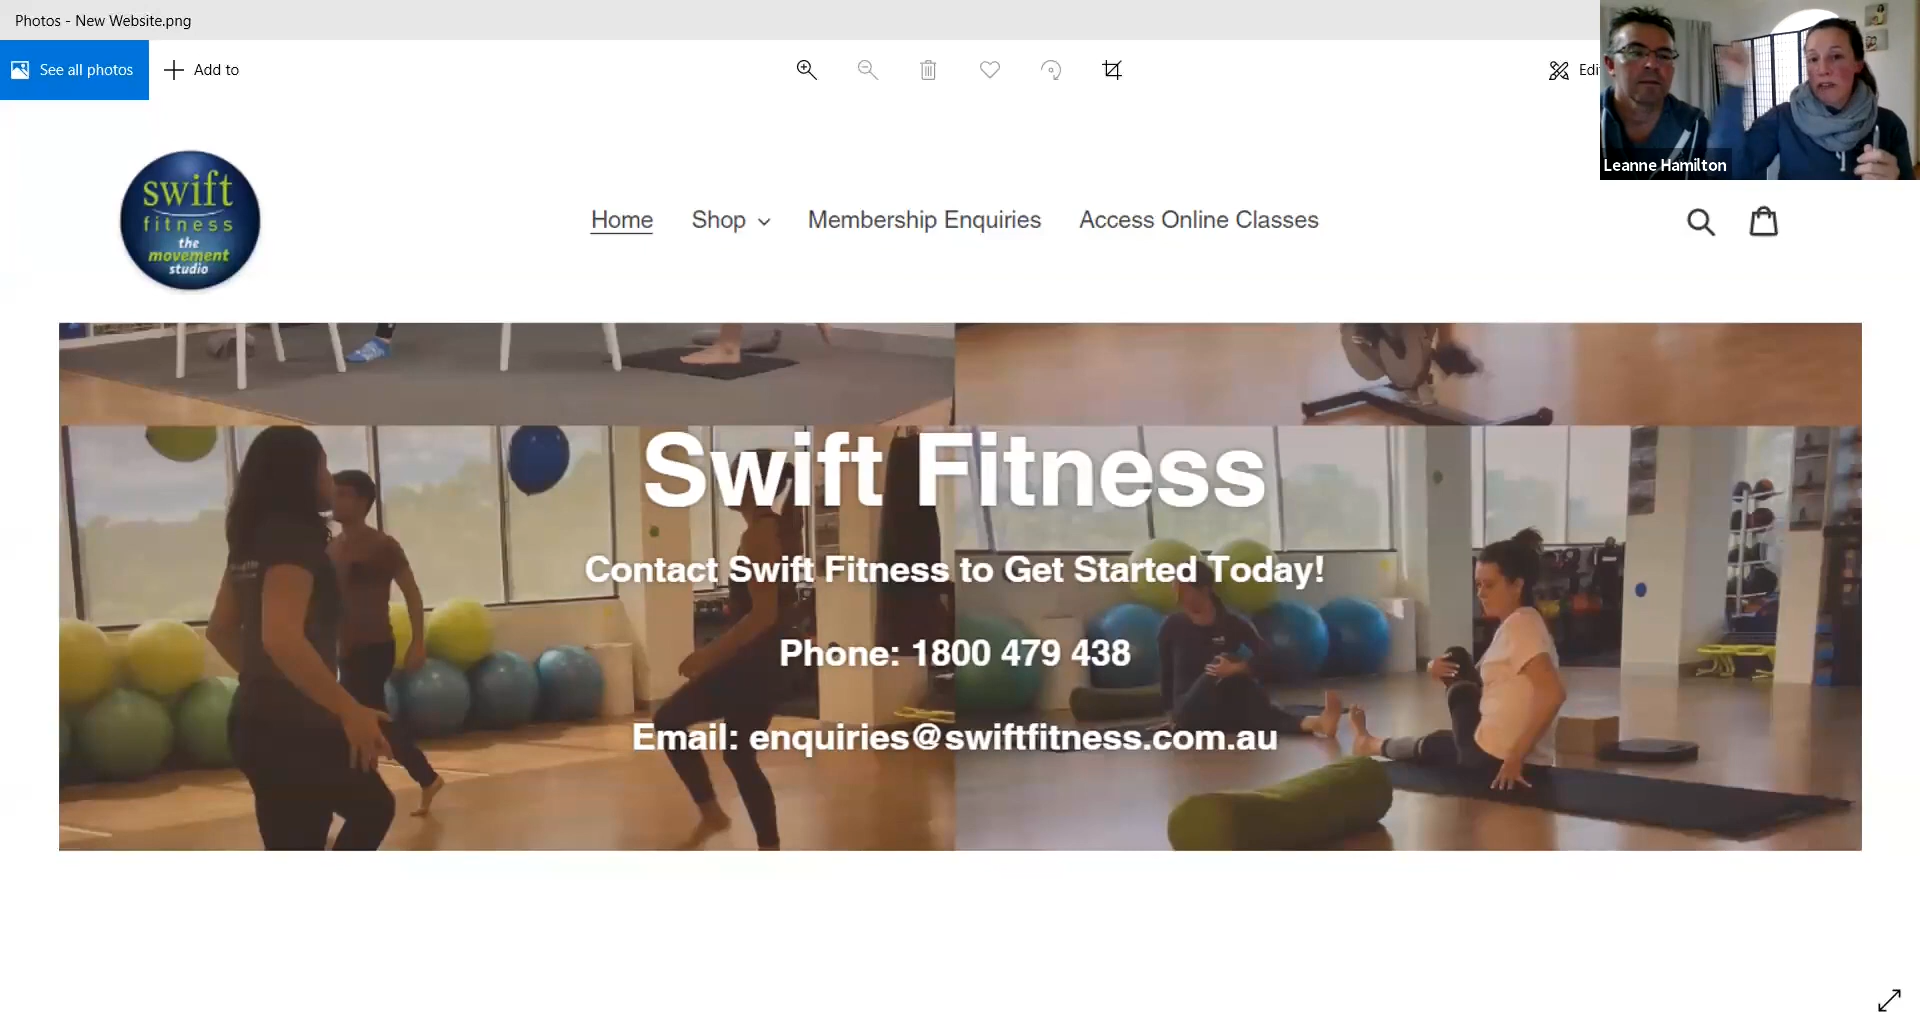 Photos - New Website.png
See all photos
Add to
Leanne Hamilton
swift
fitness
the
movement
studio
Home
Shop
Membership Enquiries
Access Online Classes
Swift Fitness
Contact Swift Fitness to Get Started Today!
Phone: 1800 479 438
Email: enquiries@swiftfitness.com.au